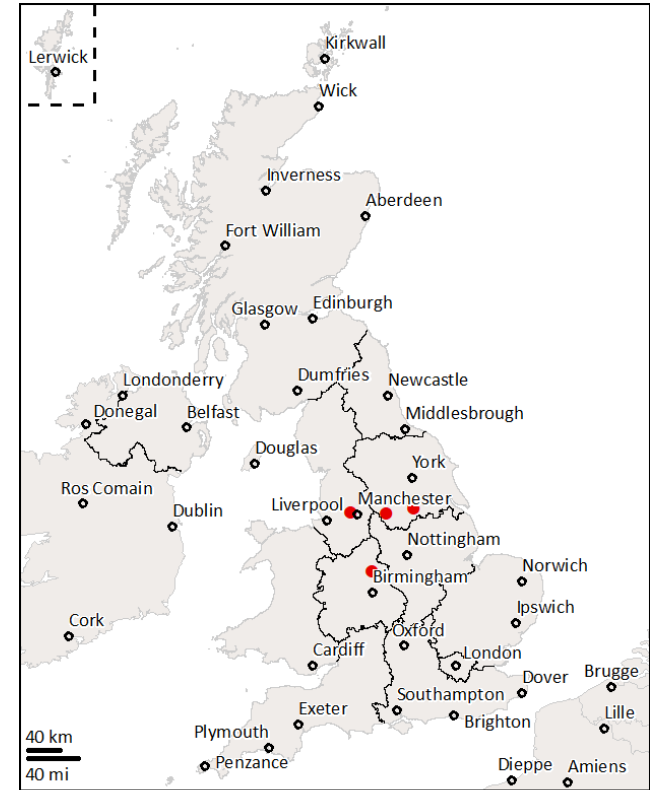 Kirkwall
Lerwick
Wick
Inverness
Aberdeen
Fort William
Glasgow
Edinburgh
Dumfries
Londonderry
Newcastle
Donegal
Belfast
Middlesbrough
Douglas
York
Ros Comain
Liverpool
Manchester
Dublin
Nottingham
Norwich
Birmingham
Ipswich
Cork
Oxford
Cardiff
London
Dover
Brugge
Southampton
Exeter
Brighton
Lille
Plymouth
40 km
Penzance
Dieppe
Amiens
40 mi